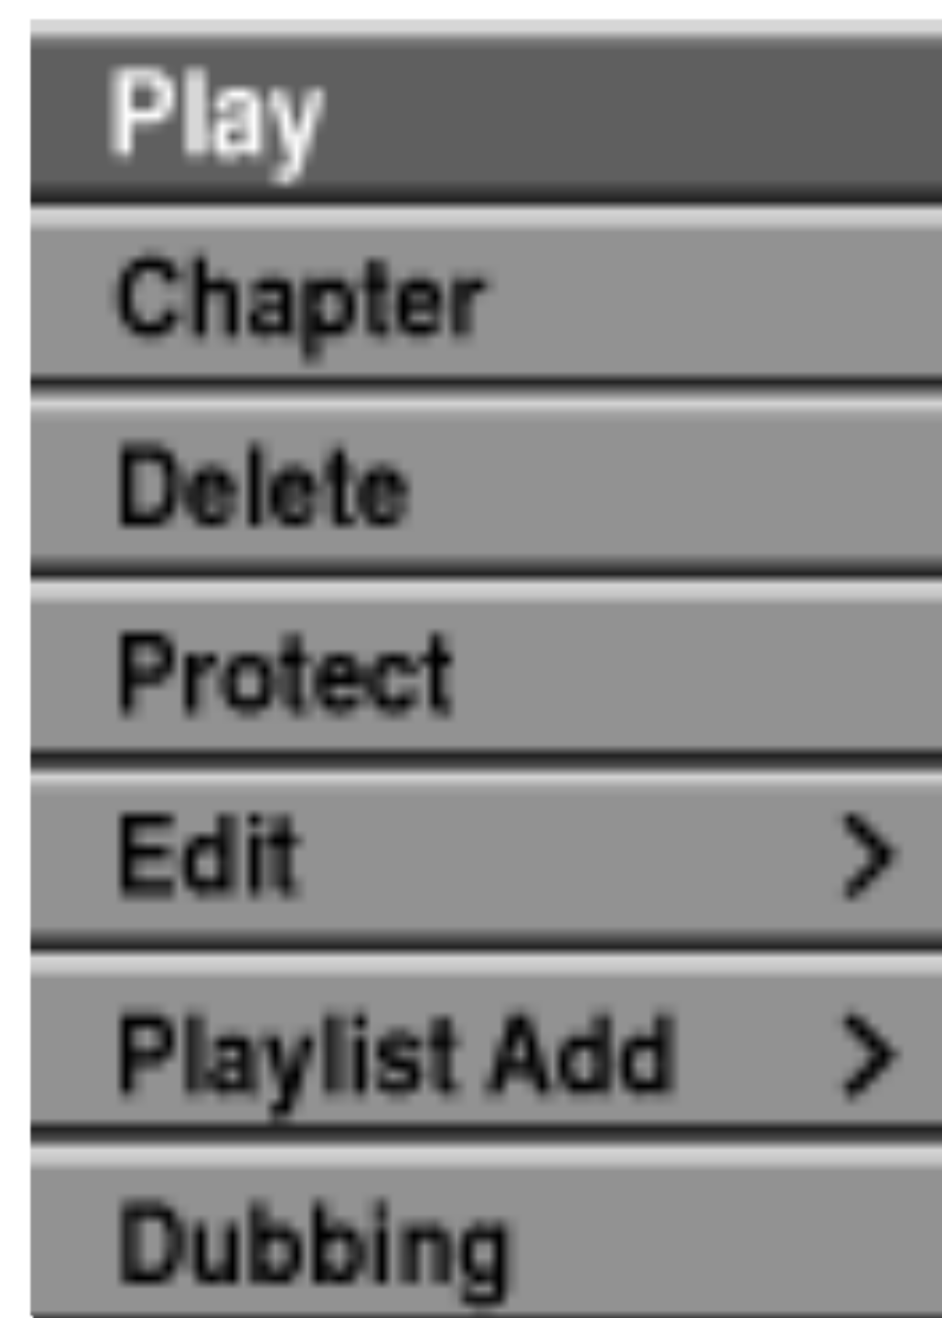 Play
Chapter
Delete
Protect
Edit >
Playlist Add >
Dubbing